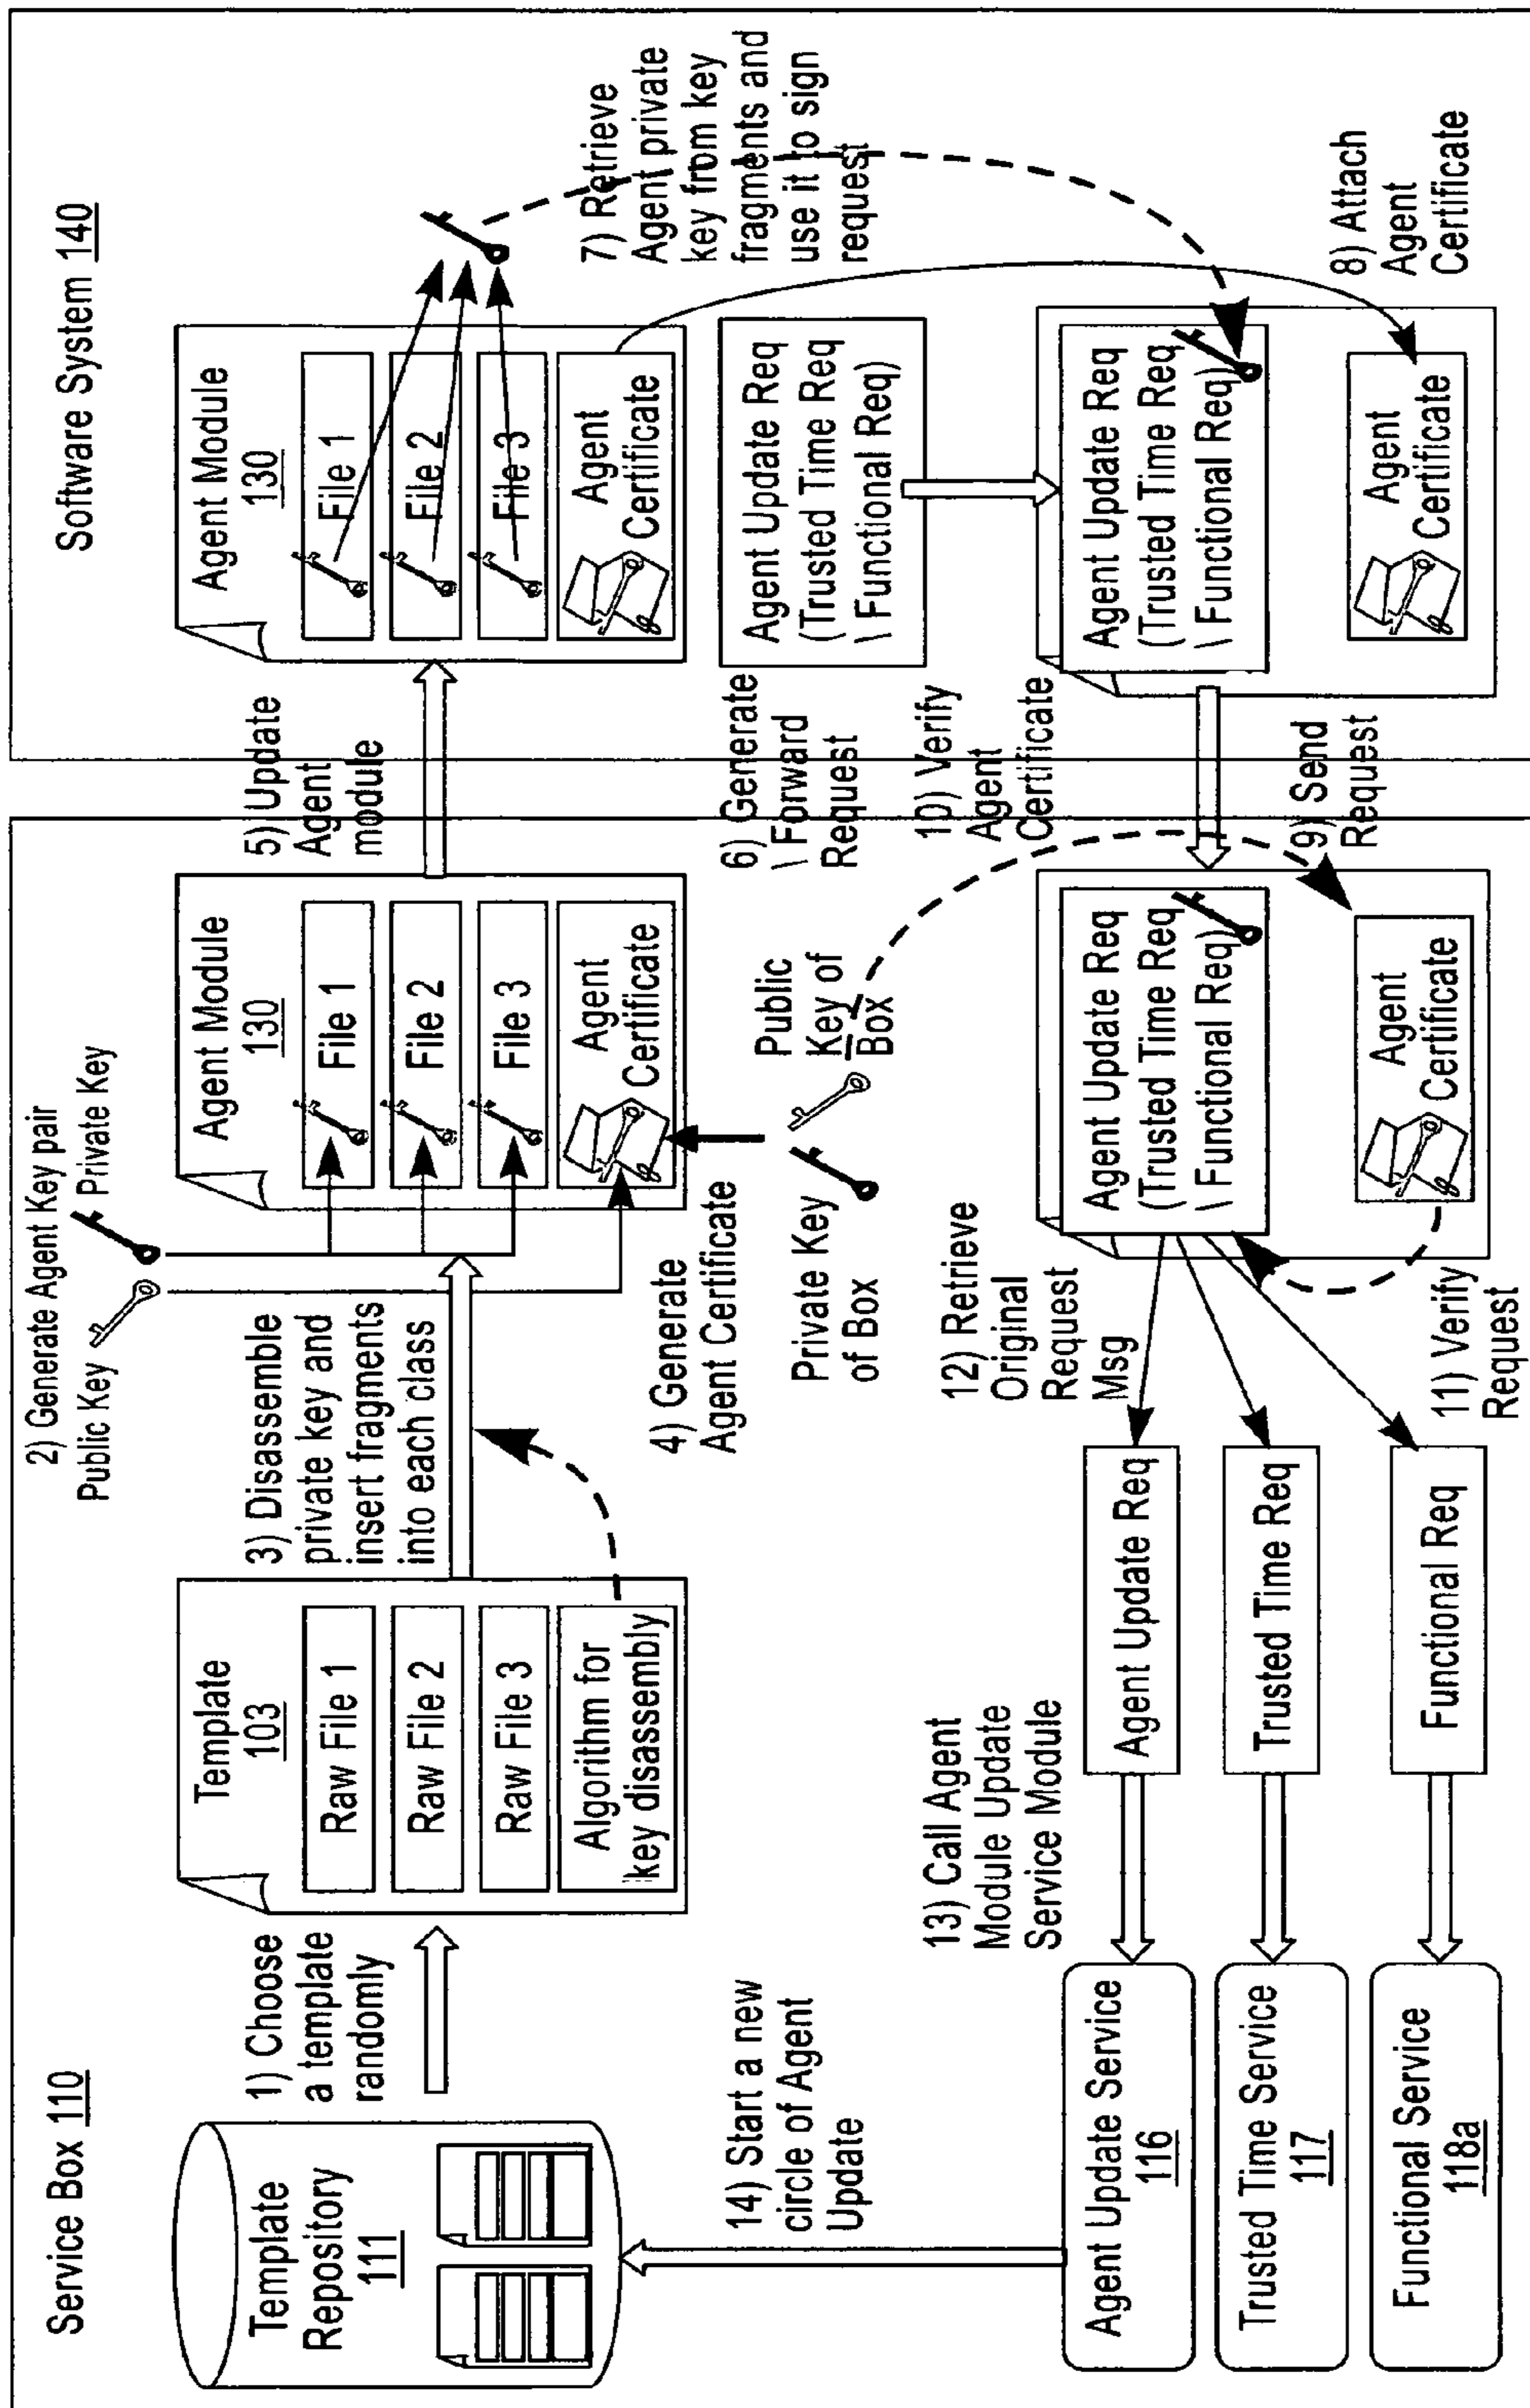 Service Box 110
Template
Repository
111
1) Choose
a template
randomly
Template
103
Raw File 1
Raw File 2
Raw File 3
Algorithm for
key disassembly
2) Generate Agent Key pair
Public Key
Private Key
3) Disassemble
private key and
insert fragments
into each class
Agent Module
130
File 1
File 2
File 3
Agent
Certificate
4) Generate
Agent Certificate
Private Key
of Box
Public
Key of
Box
5) Update
Agent
module
Software System 140
Agent Module
130
File 1
File 2
File 3
Agent
Certificate
6) Generate
\ Forward
Request
Agent Update Req
(Trusted Time Req
\ Functional Req)
7) Retrieve
Agent private
key from key
fragments and
use it to sign
request
Agent Update Req
(Trusted Time Req
\ Functional Req)
Agent
Certificate
8) Attach
Agent
Certificate
9) Send
Request
10) Verify
Agent
Certificate
Agent Update Req
(Trusted Time Req
\ Functional Req)
Agent
Certificate
11) Verify
Request
12) Retrieve
Original
Request
Msg
Agent Update Req
Trusted Time Req
Functional Req
13) Call Agent
Module Update
Service Module
Agent Update Service
116
Trusted Time Service
117
Functional Service
118a
14) Start a new
circle of Agent
Update